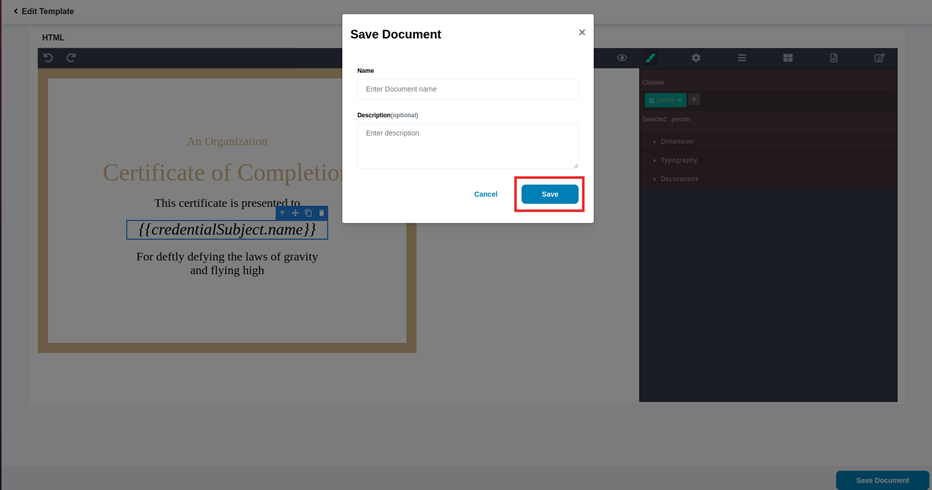 Edit Template
HTML
Save Document
×
Name
Enter Document name
Description(optional)
Enter description
Cancel
Save
An Organization
Certificate of Completion
This certificate is presented to
{{credentialSubject.name}}
For deftly defying the laws of gravity
and flying high
Classes
person ×
+
Selected: person
Dimension
Typography
Decorations
Save Document